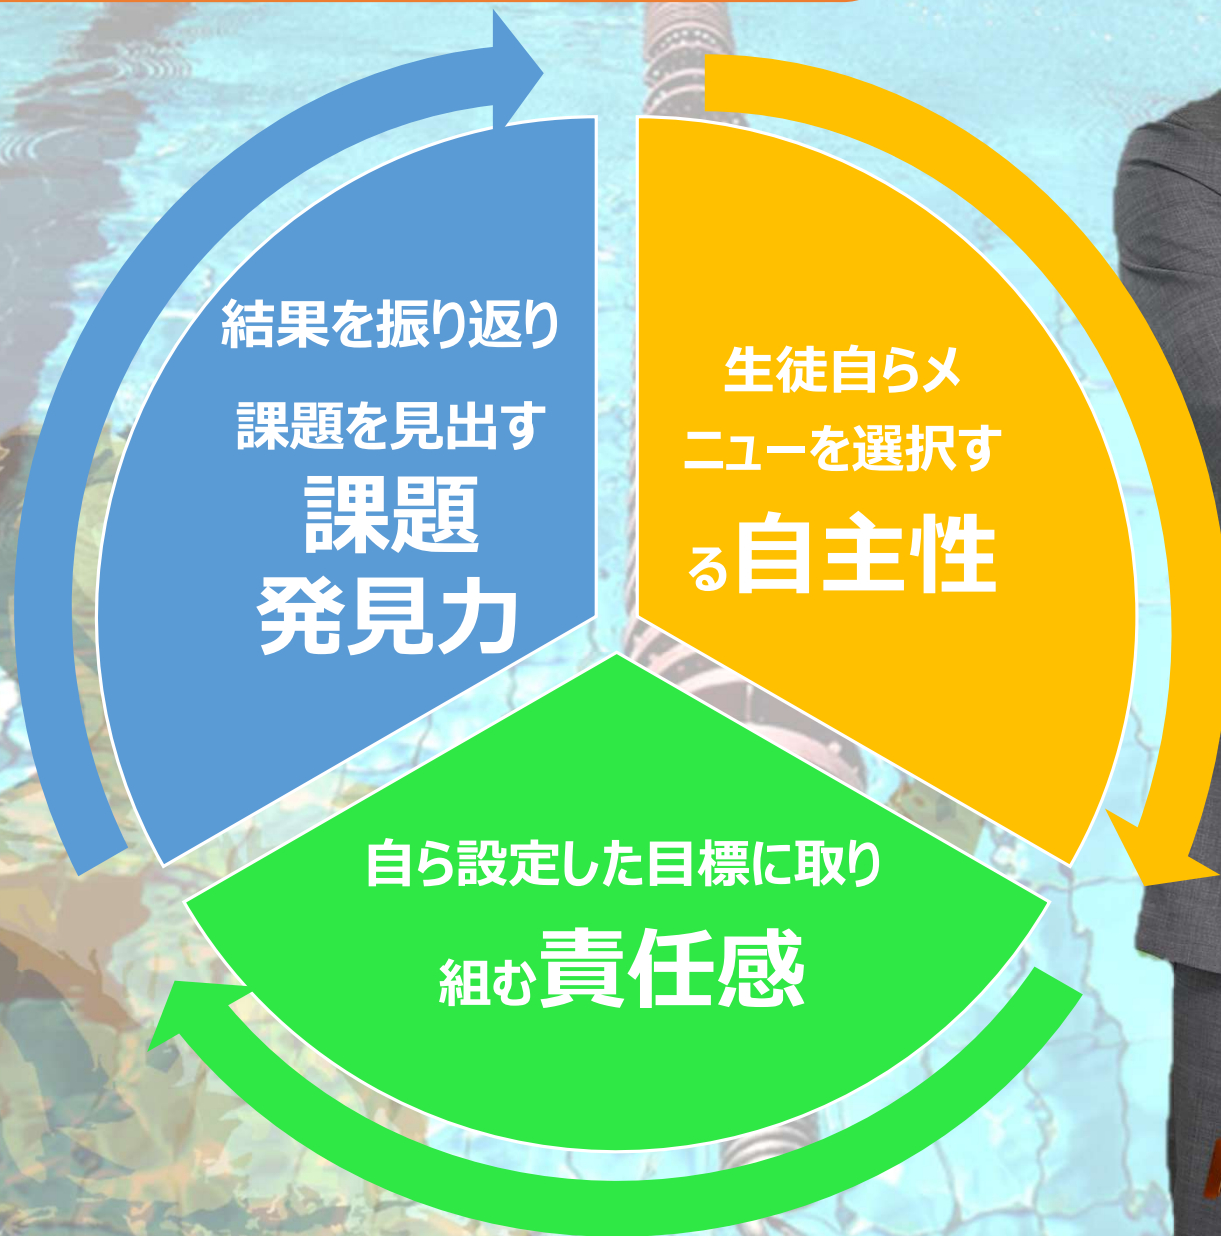 結果を振り返り
課題を見出す
課題
発見力
生徒自らメ
ニューを選択す
る自主性
自ら設定した目標に取り
組む責任感